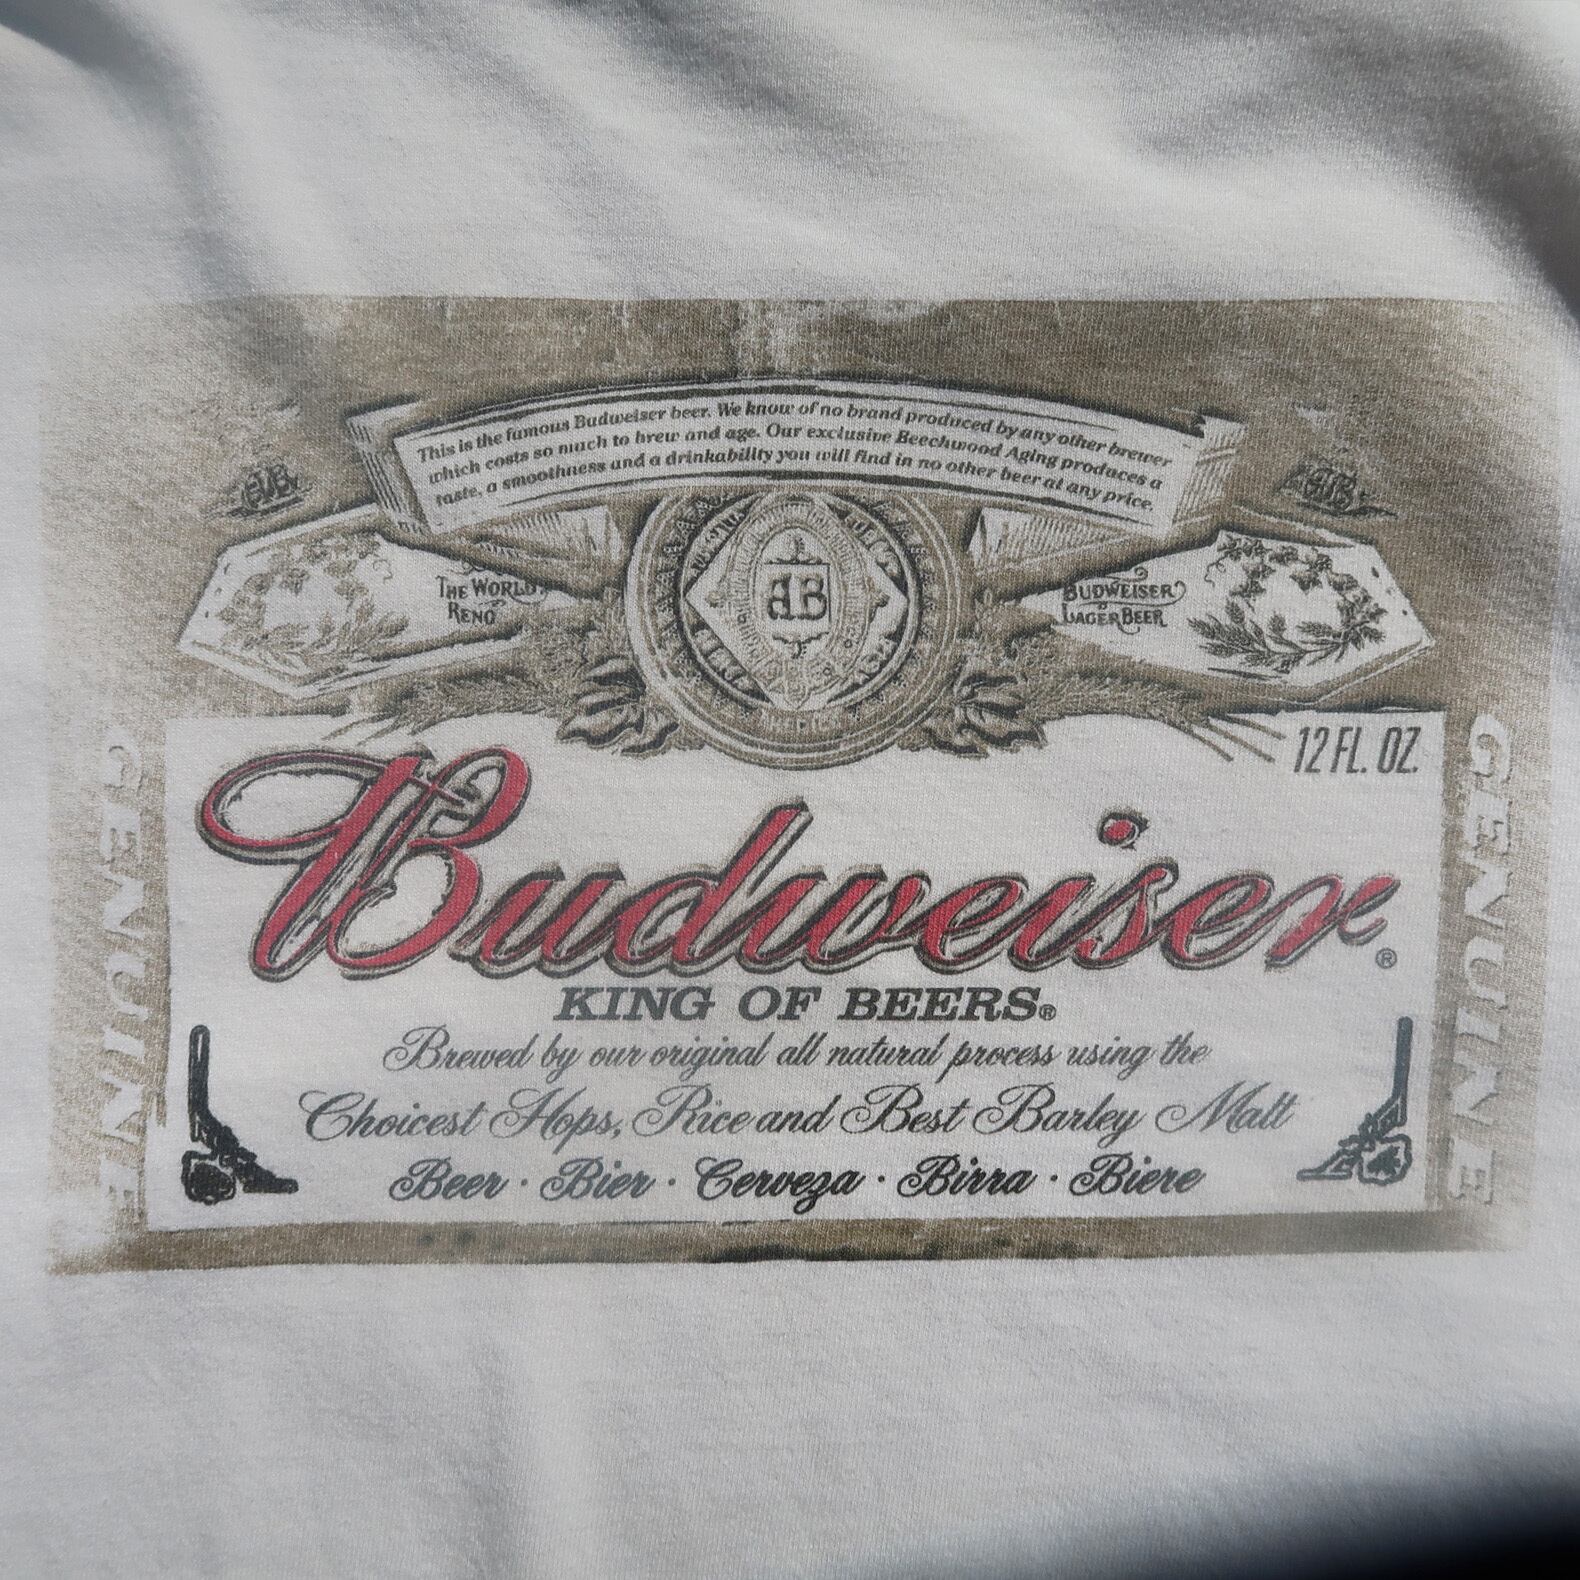 This is the famous Budweiser beer. We know of no brand produced by any other brewer
which costs so much to brew and age. Our exclusive Beechwood Aging produces a
taste, a smoothness and a drinkability you will find in no other beer at any price.
THE WORLD
RENO
AB
BUDWEISER
LAGER BEER
12 FL. OZ.
GENUINE
Budweiser®
GENUINE
KING OF BEERS®
Brewed by our original all natural process using the
Choicest Hops, Rice and Best Barley Malt
Beer · Bier · Cerveza · Birra · Biere